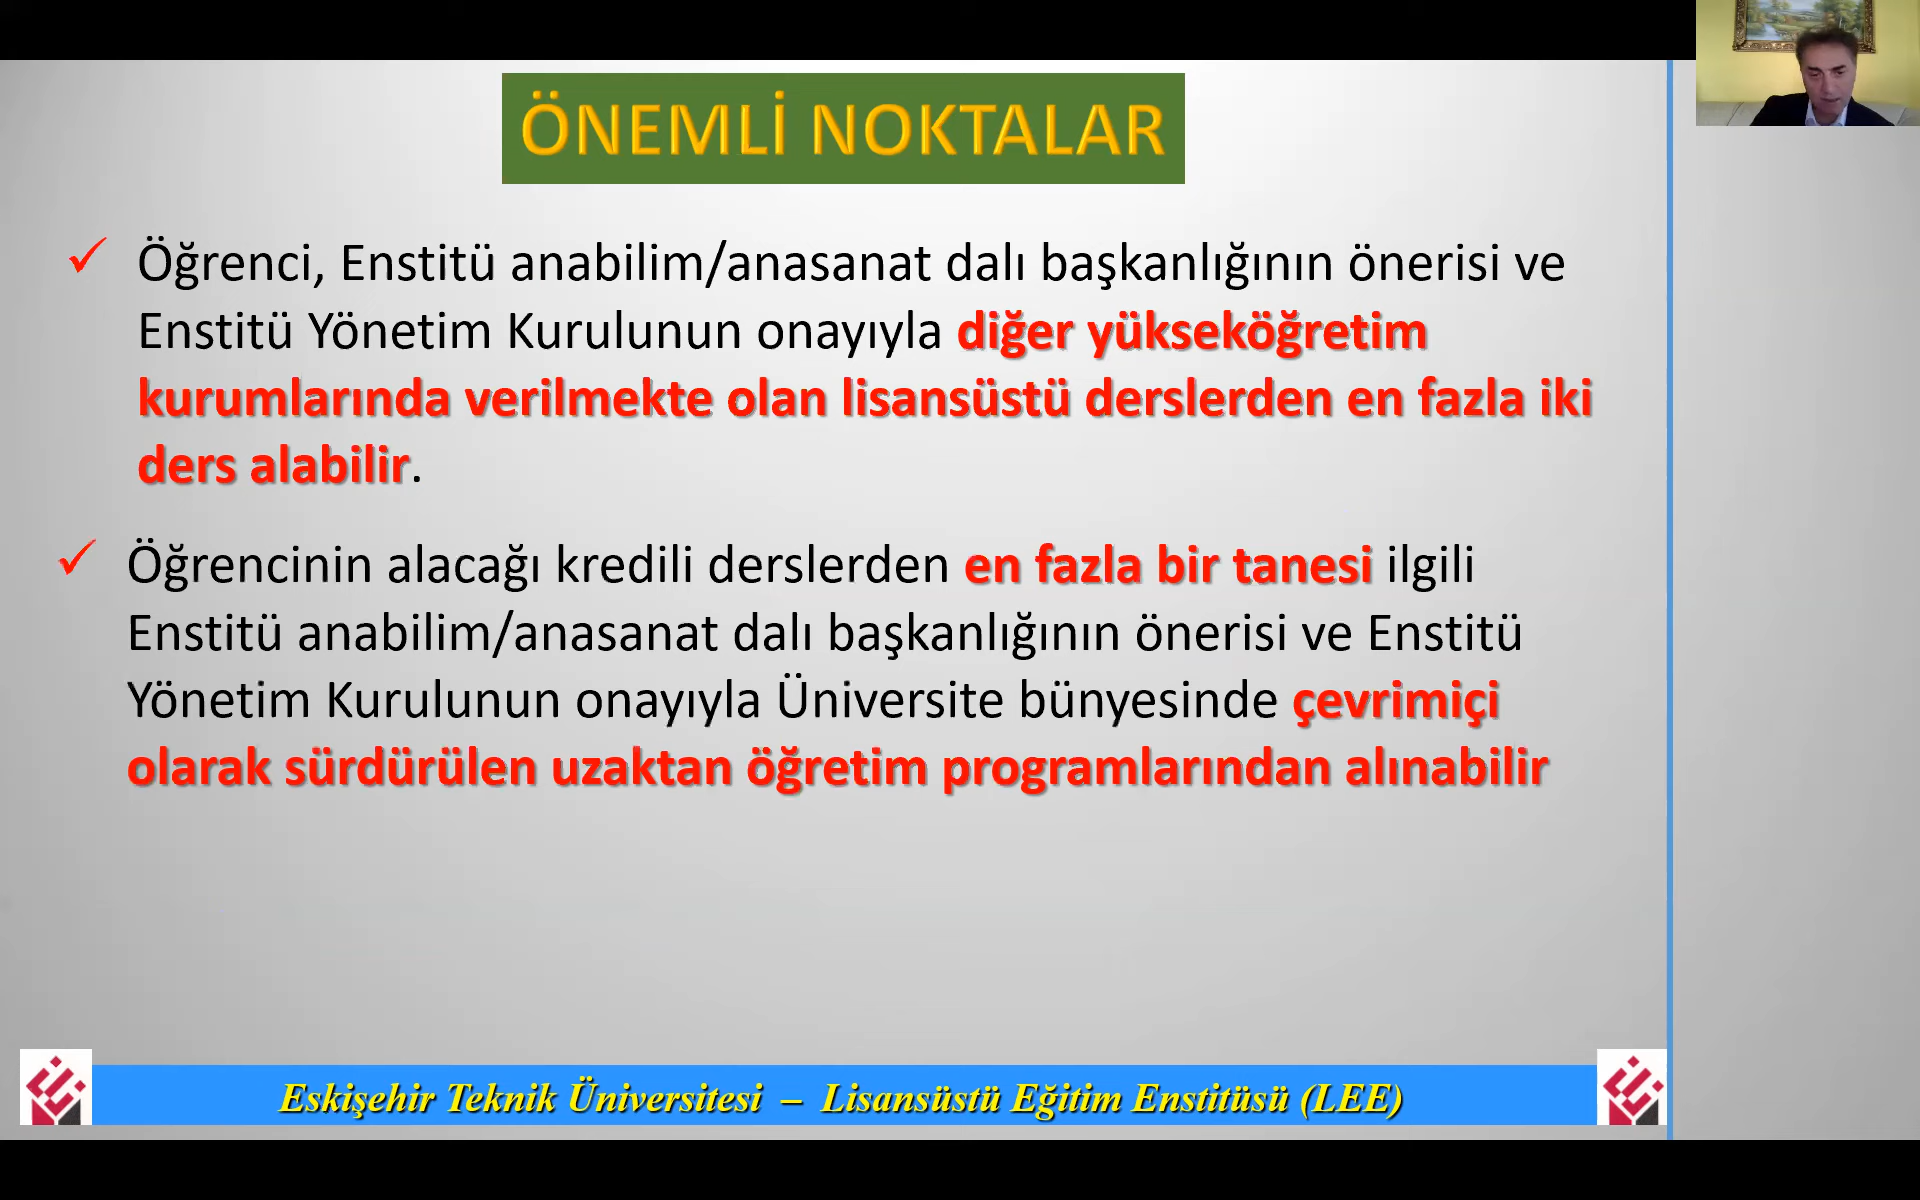 ÖNEMLİ NOKTALAR
✓ Öğrenci, Enstitü anabilim/anasanat dalı başkanlığının önerisi ve
Enstitü Yönetim Kurulunun onayıyla diğer yükseköğretim
kurumlarında verilmekte olan lisansüstü derslerden en fazla iki
ders alabilir.
✓ Öğrencinin alacağı kredili derslerden en fazla bir tanesi ilgili
Enstitü anabilim/anasanat dalı başkanlığının önerisi ve Enstitü
Yönetim Kurulunun onayıyla Üniversite bünyesinde çevrimiçi
olarak sürdürülen uzaktan öğretim programlarından alınabilir
Eskişehir Teknik Üniversitesi – Lisansüstü Eğitim Enstitüsü (LEE)